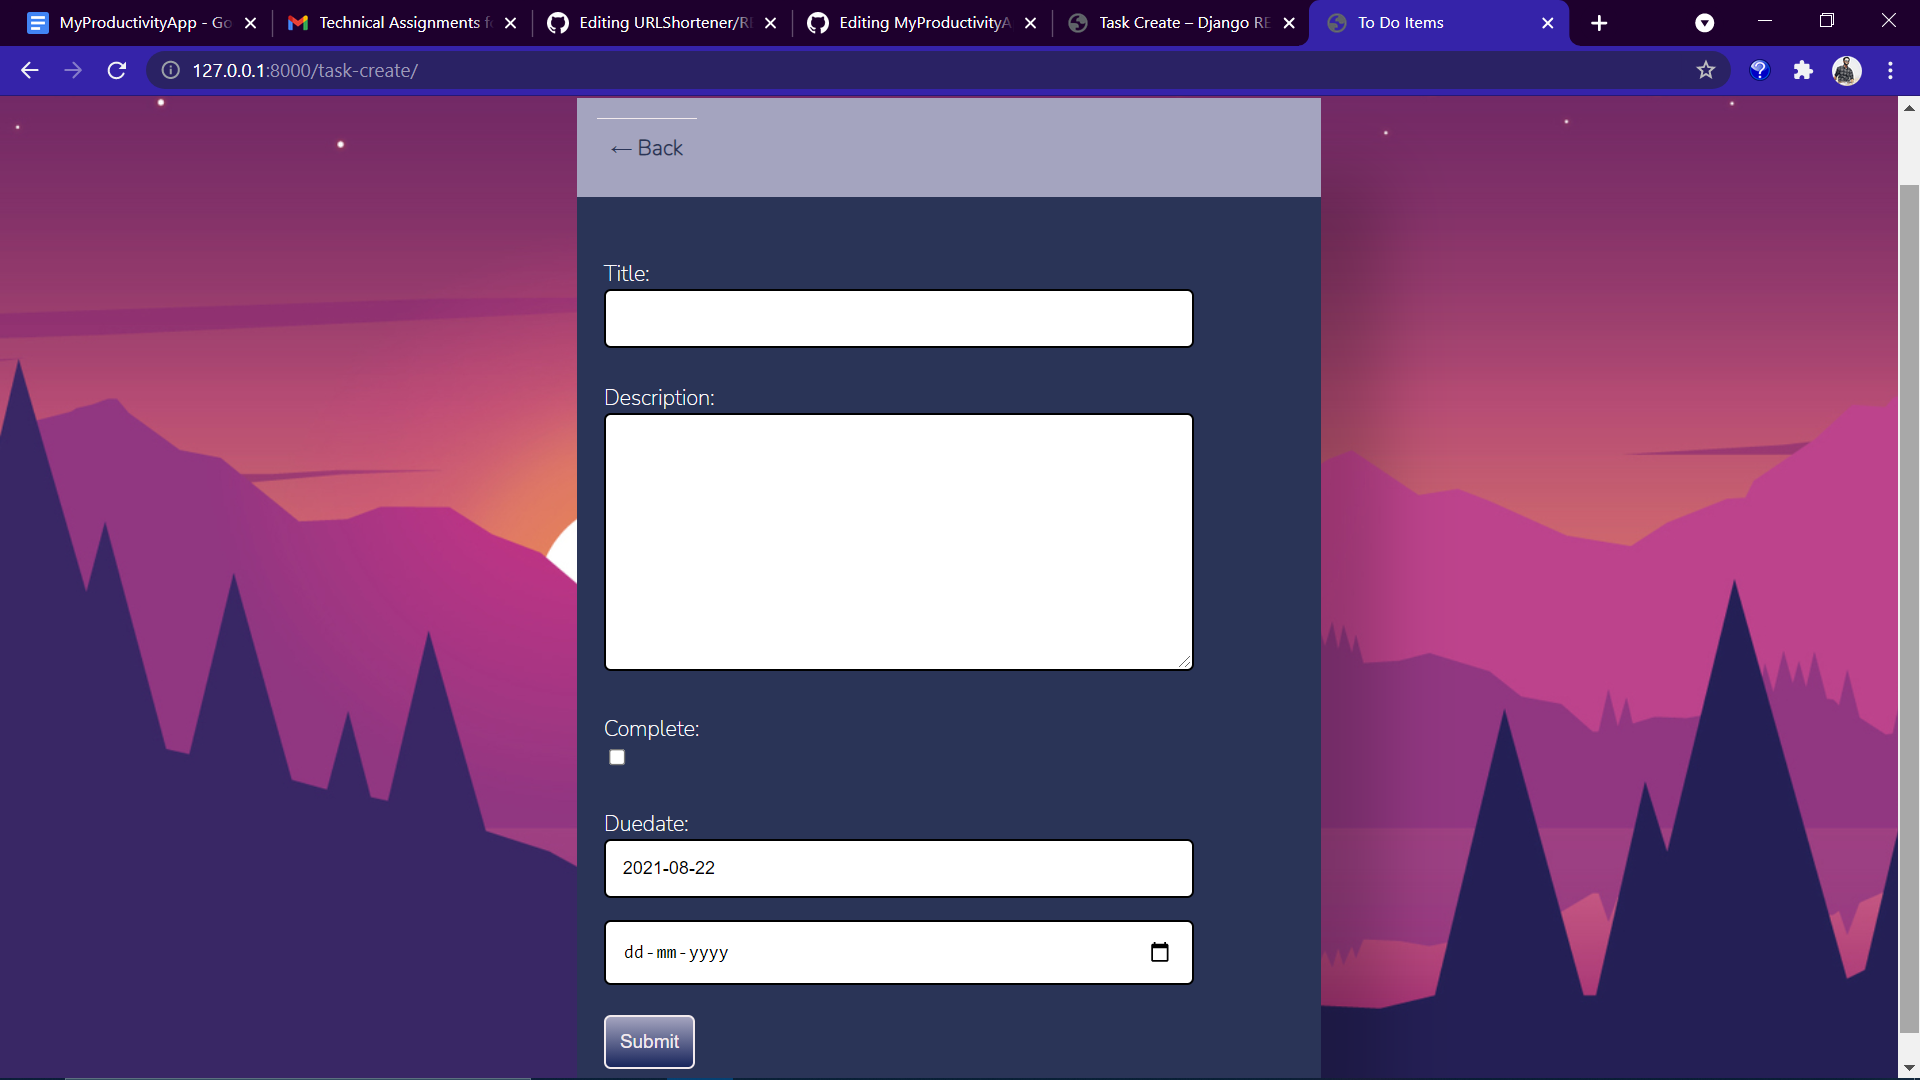 MyProductivityApp - Go
Technical Assignments f
Editing URLShortener/R
Editing MyProductivityA
Task Create – Django RE
To Do Items
127.0.0.1:8000/task-create/
← Back
Title:
Description:
Complete:
Duedate:
2021-08-22
dd-mm-yyyy
Submit